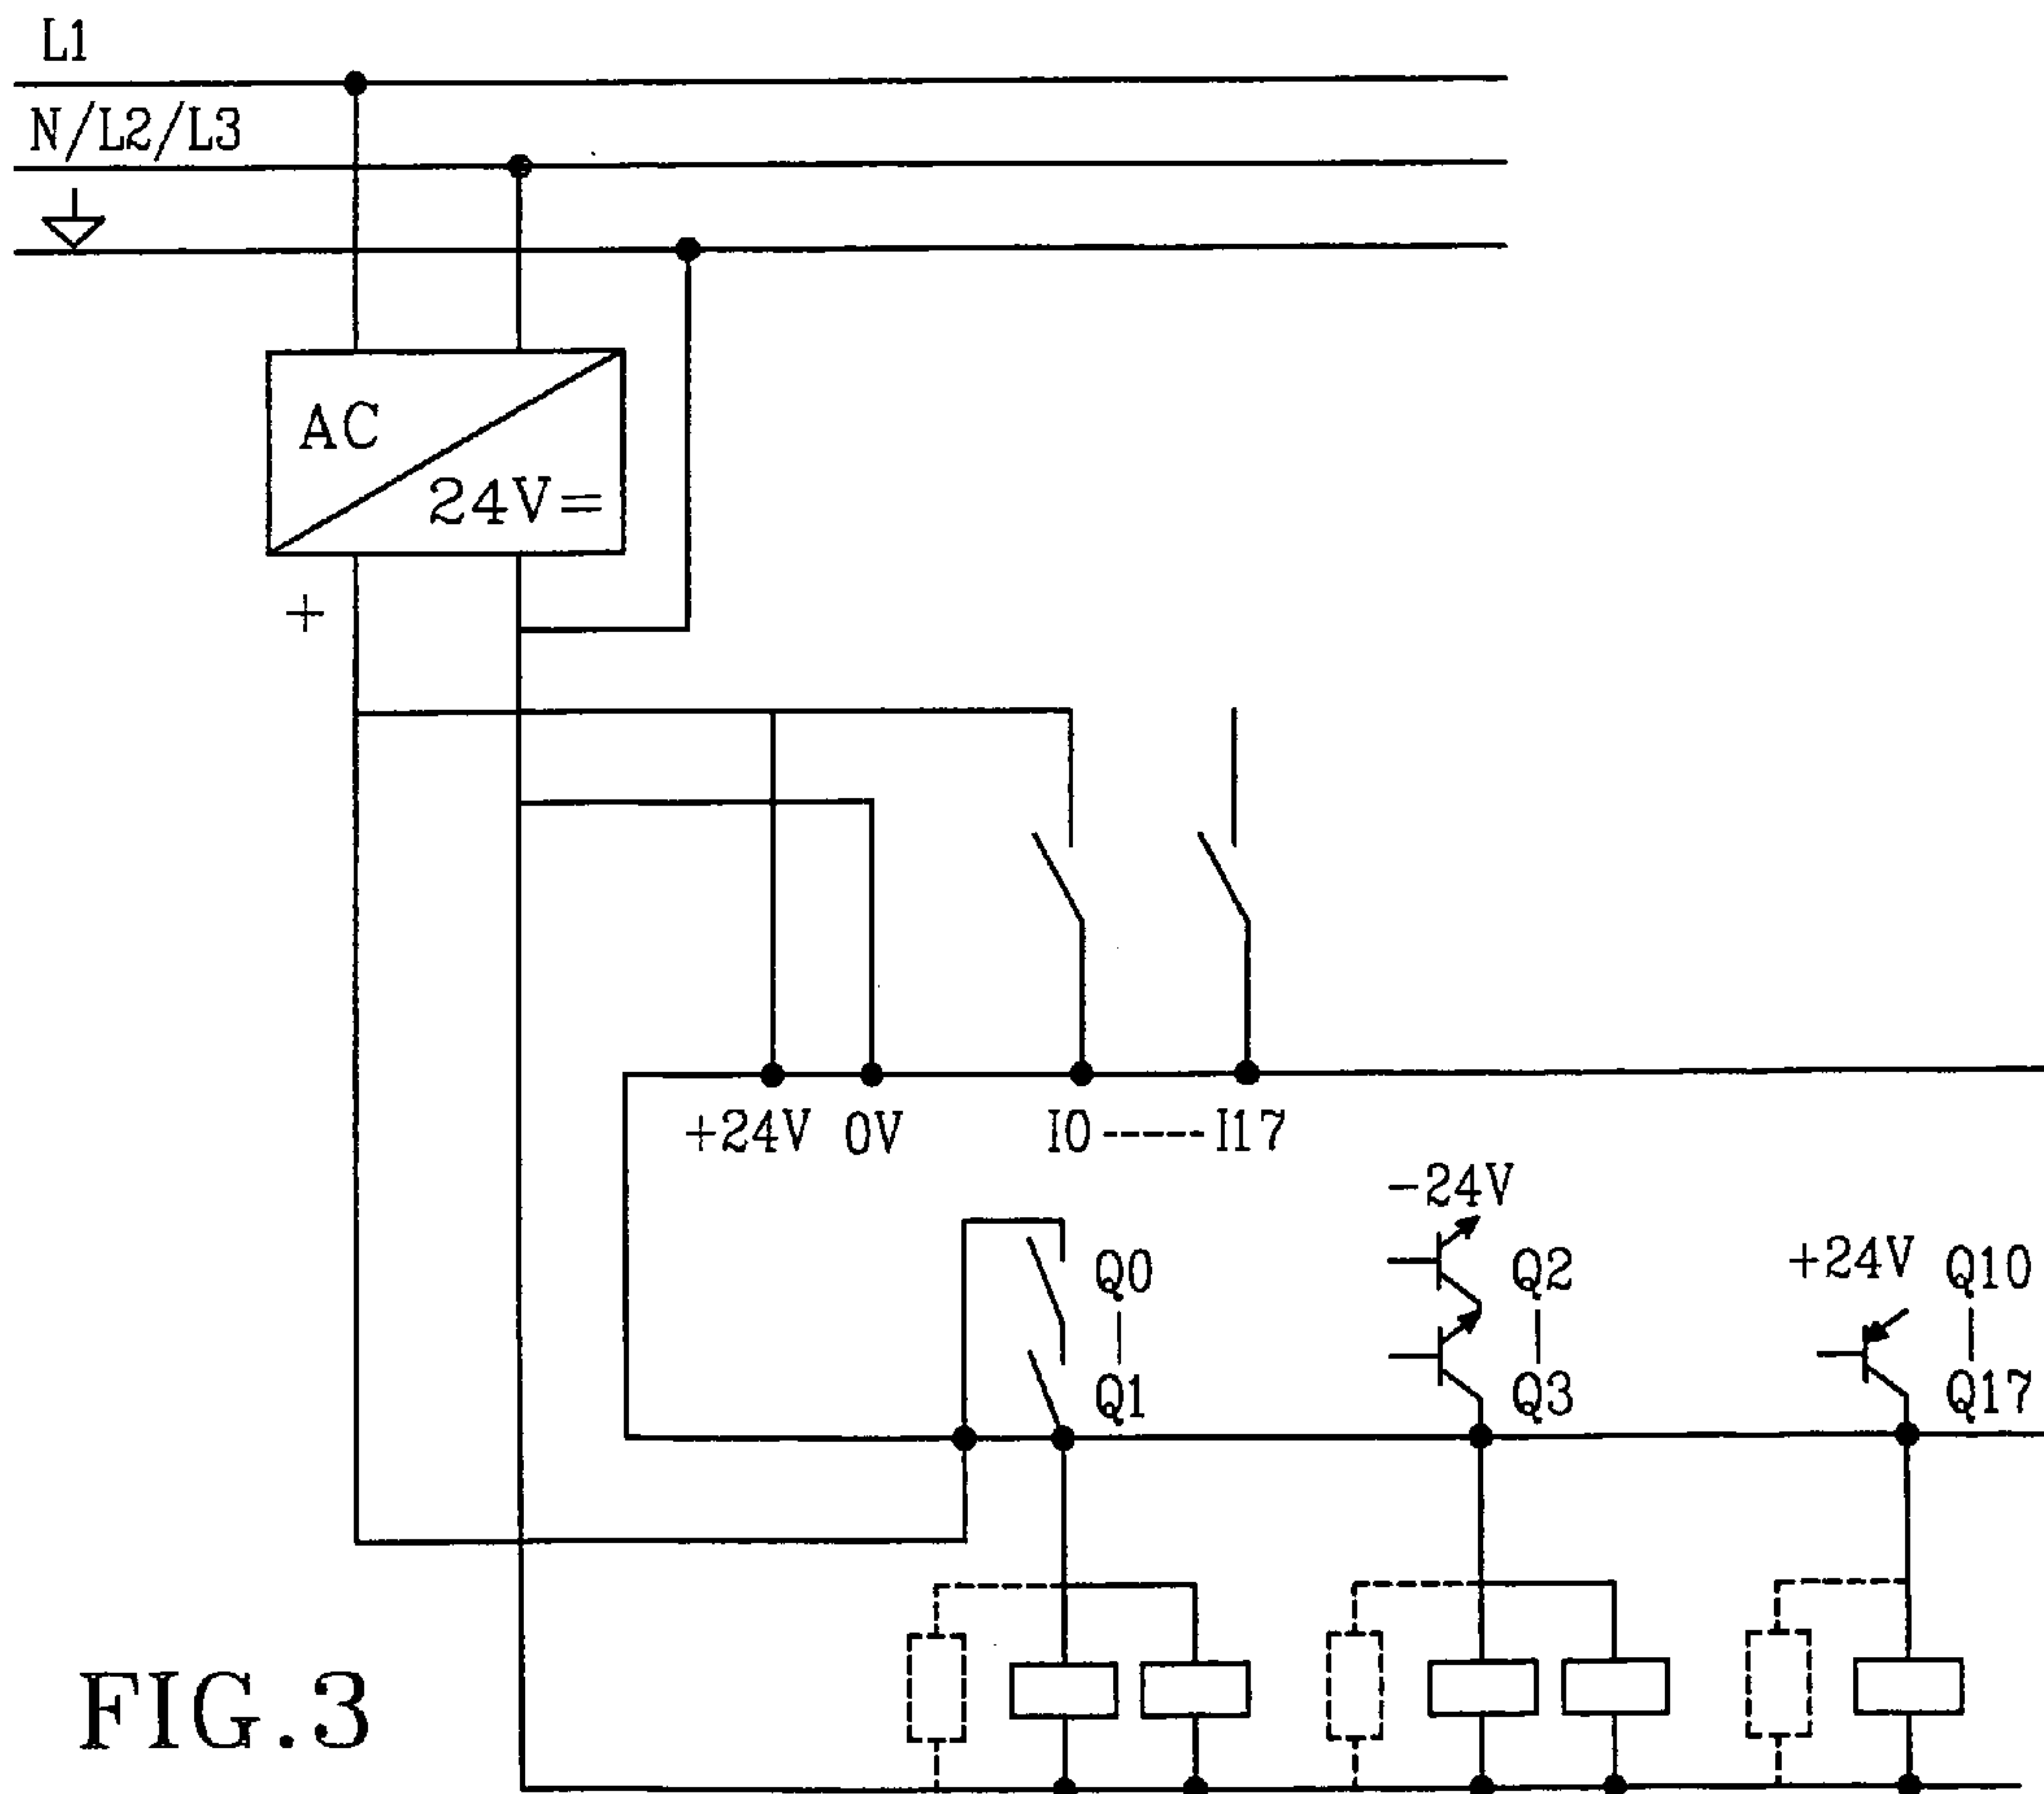 L1
N/L2/L3
AC
24V=
+
+24V 0V I0-----I17
-24V
Q0
Q1
Q2
Q3
+24V
Q10
Q17
FIG.3